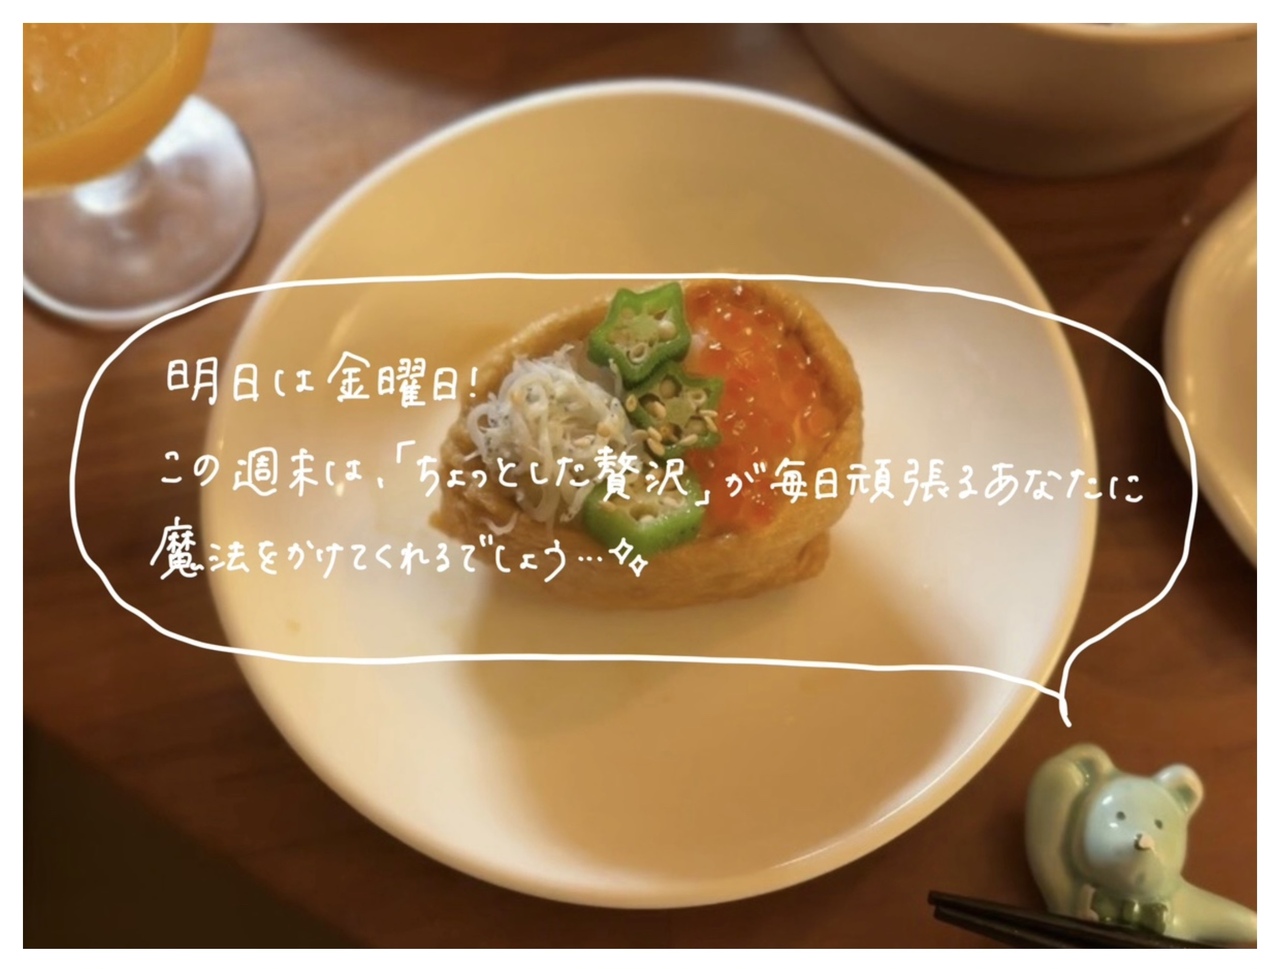 明日は金曜日!
この週末は、「ちょっとした贅沢」が毎日頑張るあなたに
魔法をかけてくれるでしょう…✨